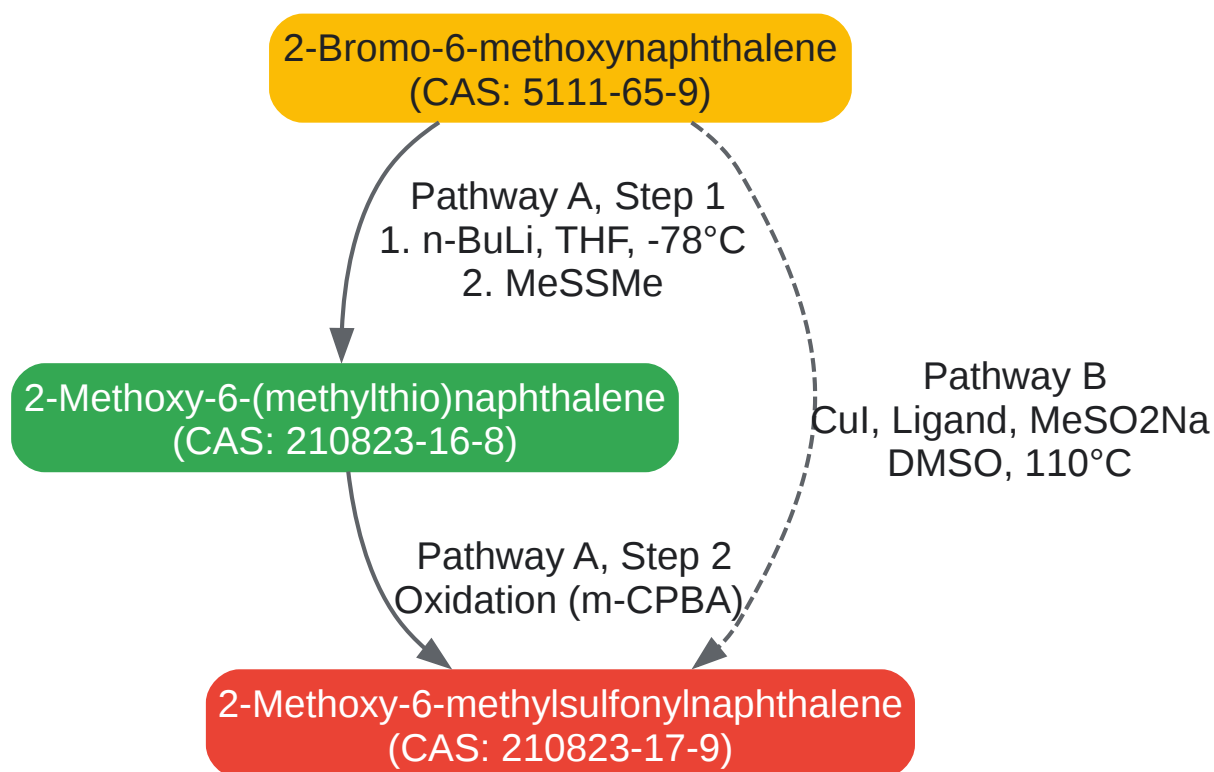 2-Bromo-6-methoxynaphthalene
(CAS: 5111-65-9)
Pathway A, Step 1
1. n-BuLi, THF, -78°C
2. MeSSMe
2-Methoxy-6-(methylthio)naphthalene
(CAS: 210823-16-8)
Pathway B
CuI, Ligand, MeSO2Na
DMSO, 110°C
Pathway A, Step 2
Oxidation (m-CPBA)
2-Methoxy-6-methylsulfonylnaphthalene
(CAS: 210823-17-9)